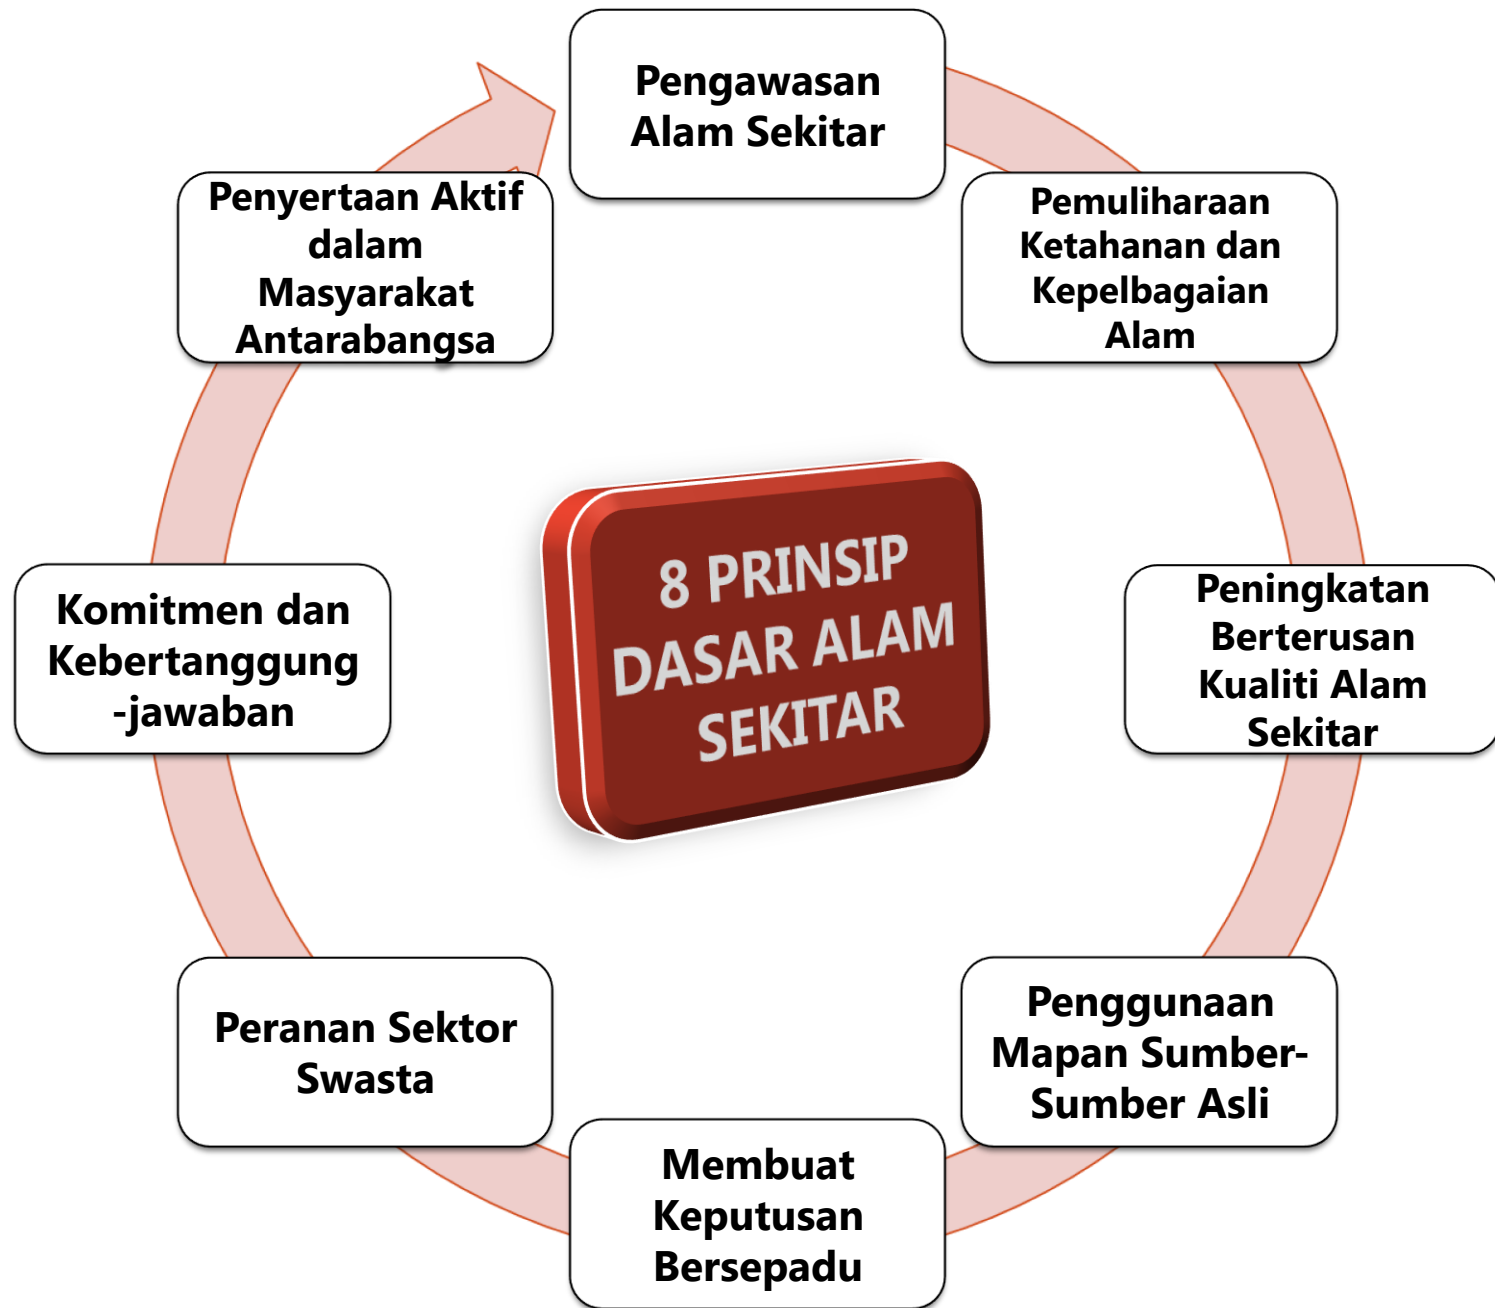 Pengawasan
Alam Sekitar
Pemuliharaan
Ketahanan dan
Kepelbagaian
Alam
Peningkatan
Berterusan
Kualiti Alam
Sekitar
Penggunaan
Mapan Sumber-
Sumber Asli
Membuat
Keputusan
Bersepadu
Peranan Sektor
Swasta
Komitmen dan
Kebertanggung
-jawaban
Penyertaan Aktif
dalam
Masyarakat
Antarabangsa
8 PRINSIP
DASAR ALAM
SEKITAR